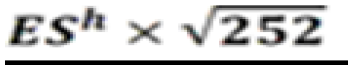 ES^h × √252